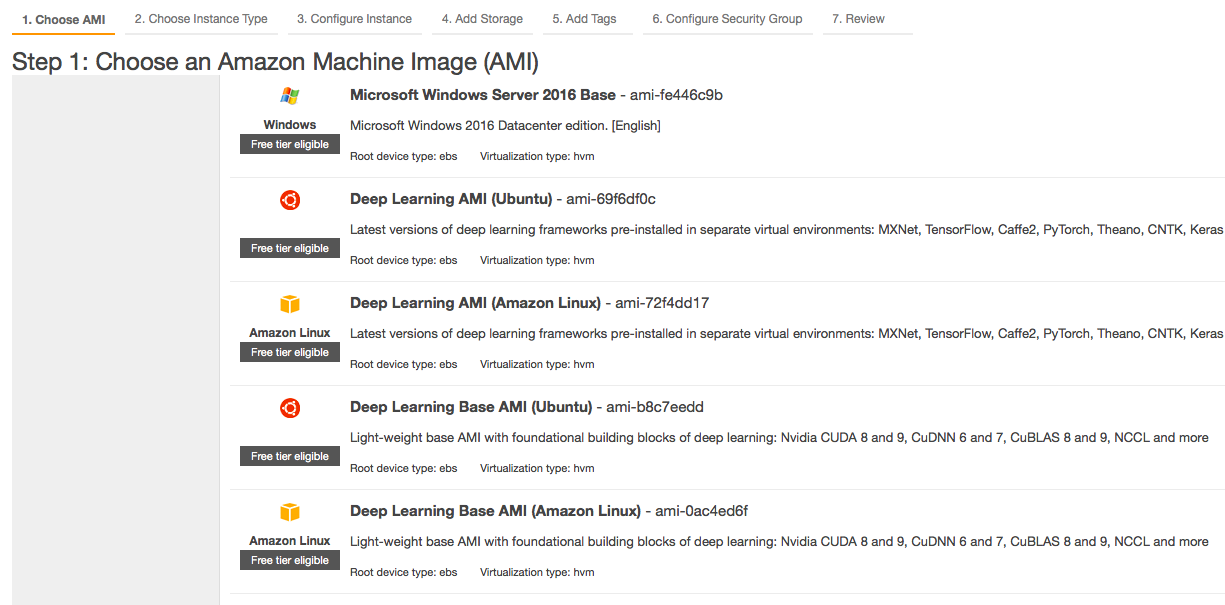 1. Choose AMI 2. Choose Instance Type 3. Configure Instance 4. Add Storage 5. Add Tags 6. Configure Security Group 7. Review
Step 1: Choose an Amazon Machine Image (AMI)
Microsoft Windows Server 2016 Base - ami-fe446c9b
Windows
Microsoft Windows 2016 Datacenter edition. [English]
Free tier eligible
Root device type: ebs Virtualization type: hvm
Deep Learning AMI (Ubuntu) - ami-69f6df0c
Latest versions of deep learning frameworks pre-installed in separate virtual environments: MXNet, TensorFlow, Caffe2, PyTorch, Theano, CNTK, Keras
Free tier eligible
Root device type: ebs Virtualization type: hvm
Deep Learning AMI (Amazon Linux) - ami-72f4dd17
Amazon Linux
Latest versions of deep learning frameworks pre-installed in separate virtual environments: MXNet, TensorFlow, Caffe2, PyTorch, Theano, CNTK, Keras
Free tier eligible
Root device type: ebs Virtualization type: hvm
Deep Learning Base AMI (Ubuntu) - ami-b8c7eedd
Light-weight base AMI with foundational building blocks of deep learning: Nvidia CUDA 8 and 9, CuDNN 6 and 7, CuBLAS 8 and 9, NCCL and more
Free tier eligible
Root device type: ebs Virtualization type: hvm
Deep Learning Base AMI (Amazon Linux) - ami-0ac4ed6f
Amazon Linux
Light-weight base AMI with foundational building blocks of deep learning: Nvidia CUDA 8 and 9, CuDNN 6 and 7, CuBLAS 8 and 9, NCCL and more
Free tier eligible
Root device type: ebs Virtualization type: hvm